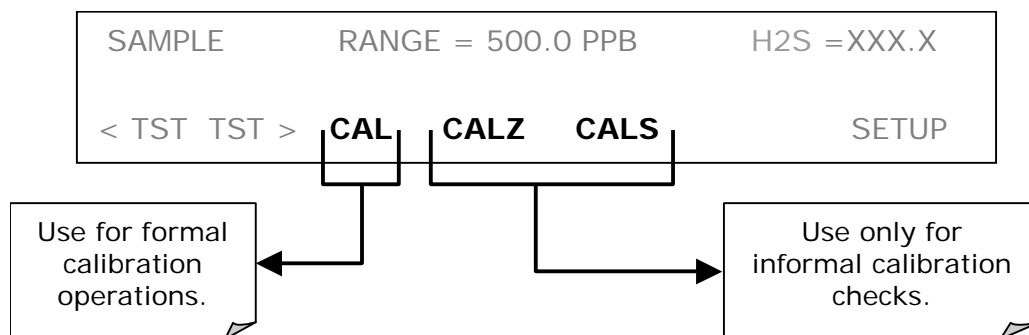 SAMPLE RANGE = 500.0 PPB H2S =XXX.X
< TST TST > CAL CALZ CALS SETUP
Use for formal
calibration
operations.
Use only for
informal calibration
checks.